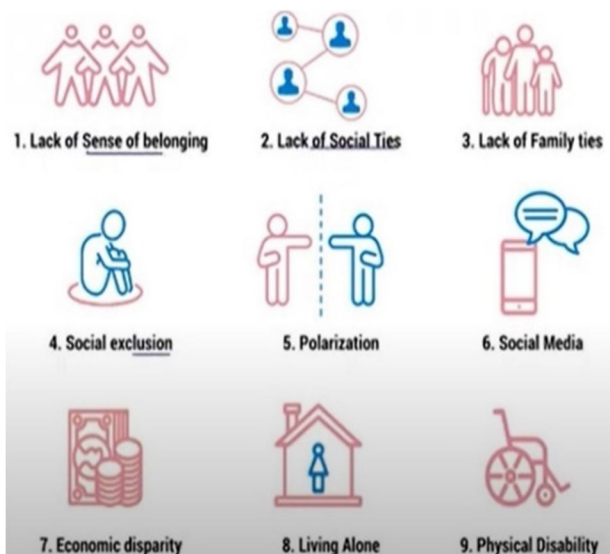 1. Lack of Sense of belonging
2. Lack of Social Ties
3. Lack of Family ties
4. Social exclusion
5. Polarization
6. Social Media
7. Economic disparity
8. Living Alone
9. Physical Disability